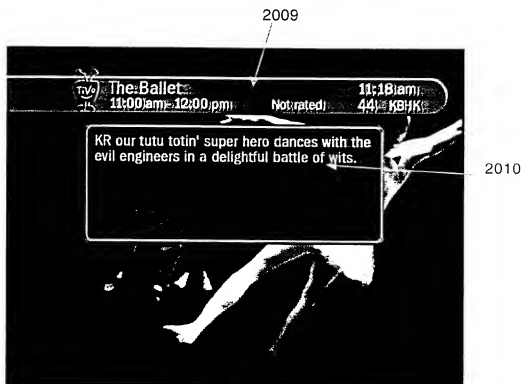 2009
TiVo The Ballet 11:18 am
11:00 am - 12:00 pm Not rated 44 KBHK
KR our tutu totin' super hero dances with the
evil engineers in a delightful battle of wits.
2010